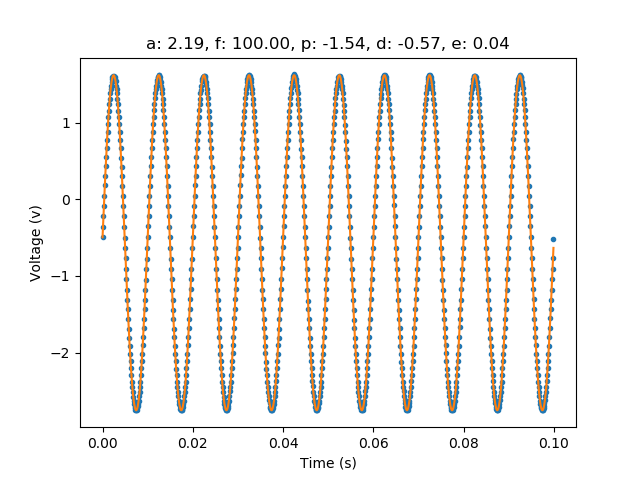 a: 2.19, f: 100.00, p: -1.54, d: -0.57, e: 0.04
Voltage (v)
1
0
−1
−2
0.00 0.02 0.04 0.06 0.08 0.10
Time (s)